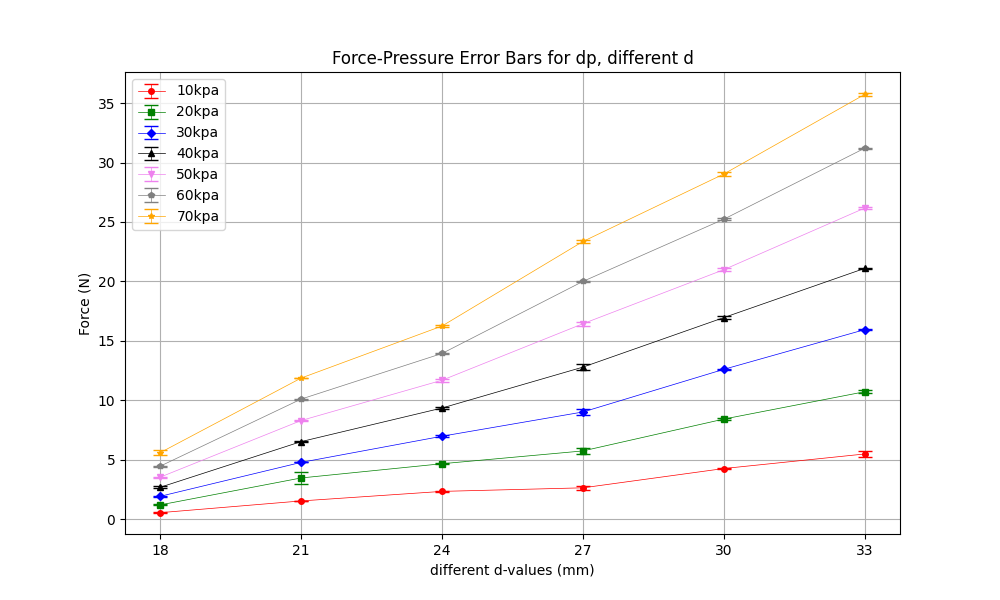 Force-Pressure Error Bars for dp, different d
10kpa
20kpa
30kpa
40kpa
50kpa
60kpa
70kpa
35
30
25
20
15
10
5
0
Force (N)
18 21 24 27 30 33
different d-values (mm)